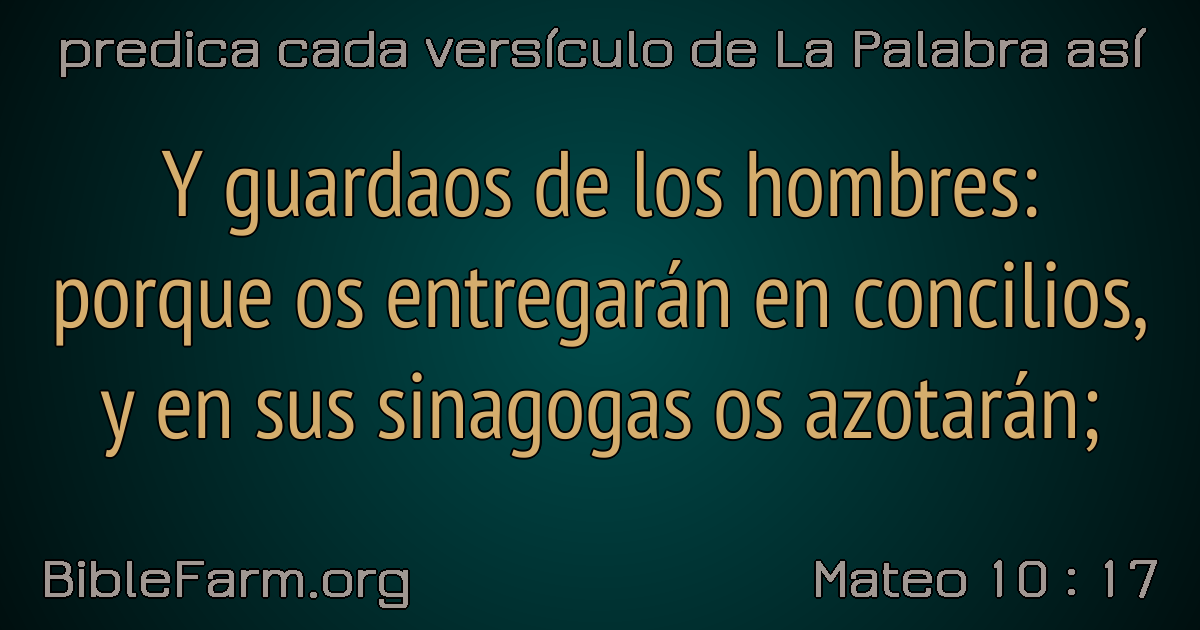 predica cada versículo de La Palabra así
Y guardaos de los hombres:
porque os entregarán en concilios,
y en sus sinagogas os azotarán;
BibleFarm.org
Mateo 10 : 17